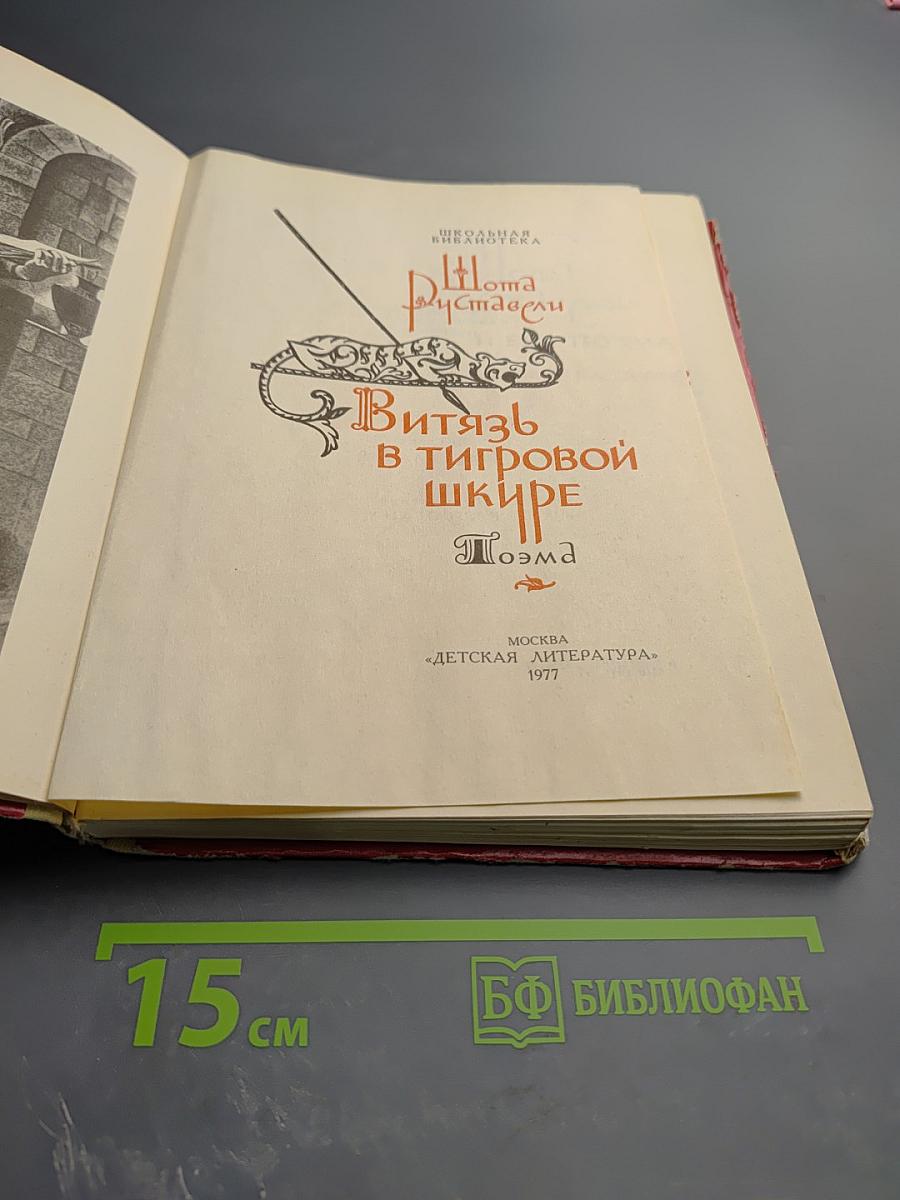 ШКОЛЬНАЯ
БИБЛИОТЕКА
Шота
Руставели
Витязь
в тигровой
шкуре
Поэма
МОСКВА
«ДЕТСКАЯ ЛИТЕРАТУРА»
1977
15 см
БФ БИБЛИОФАН